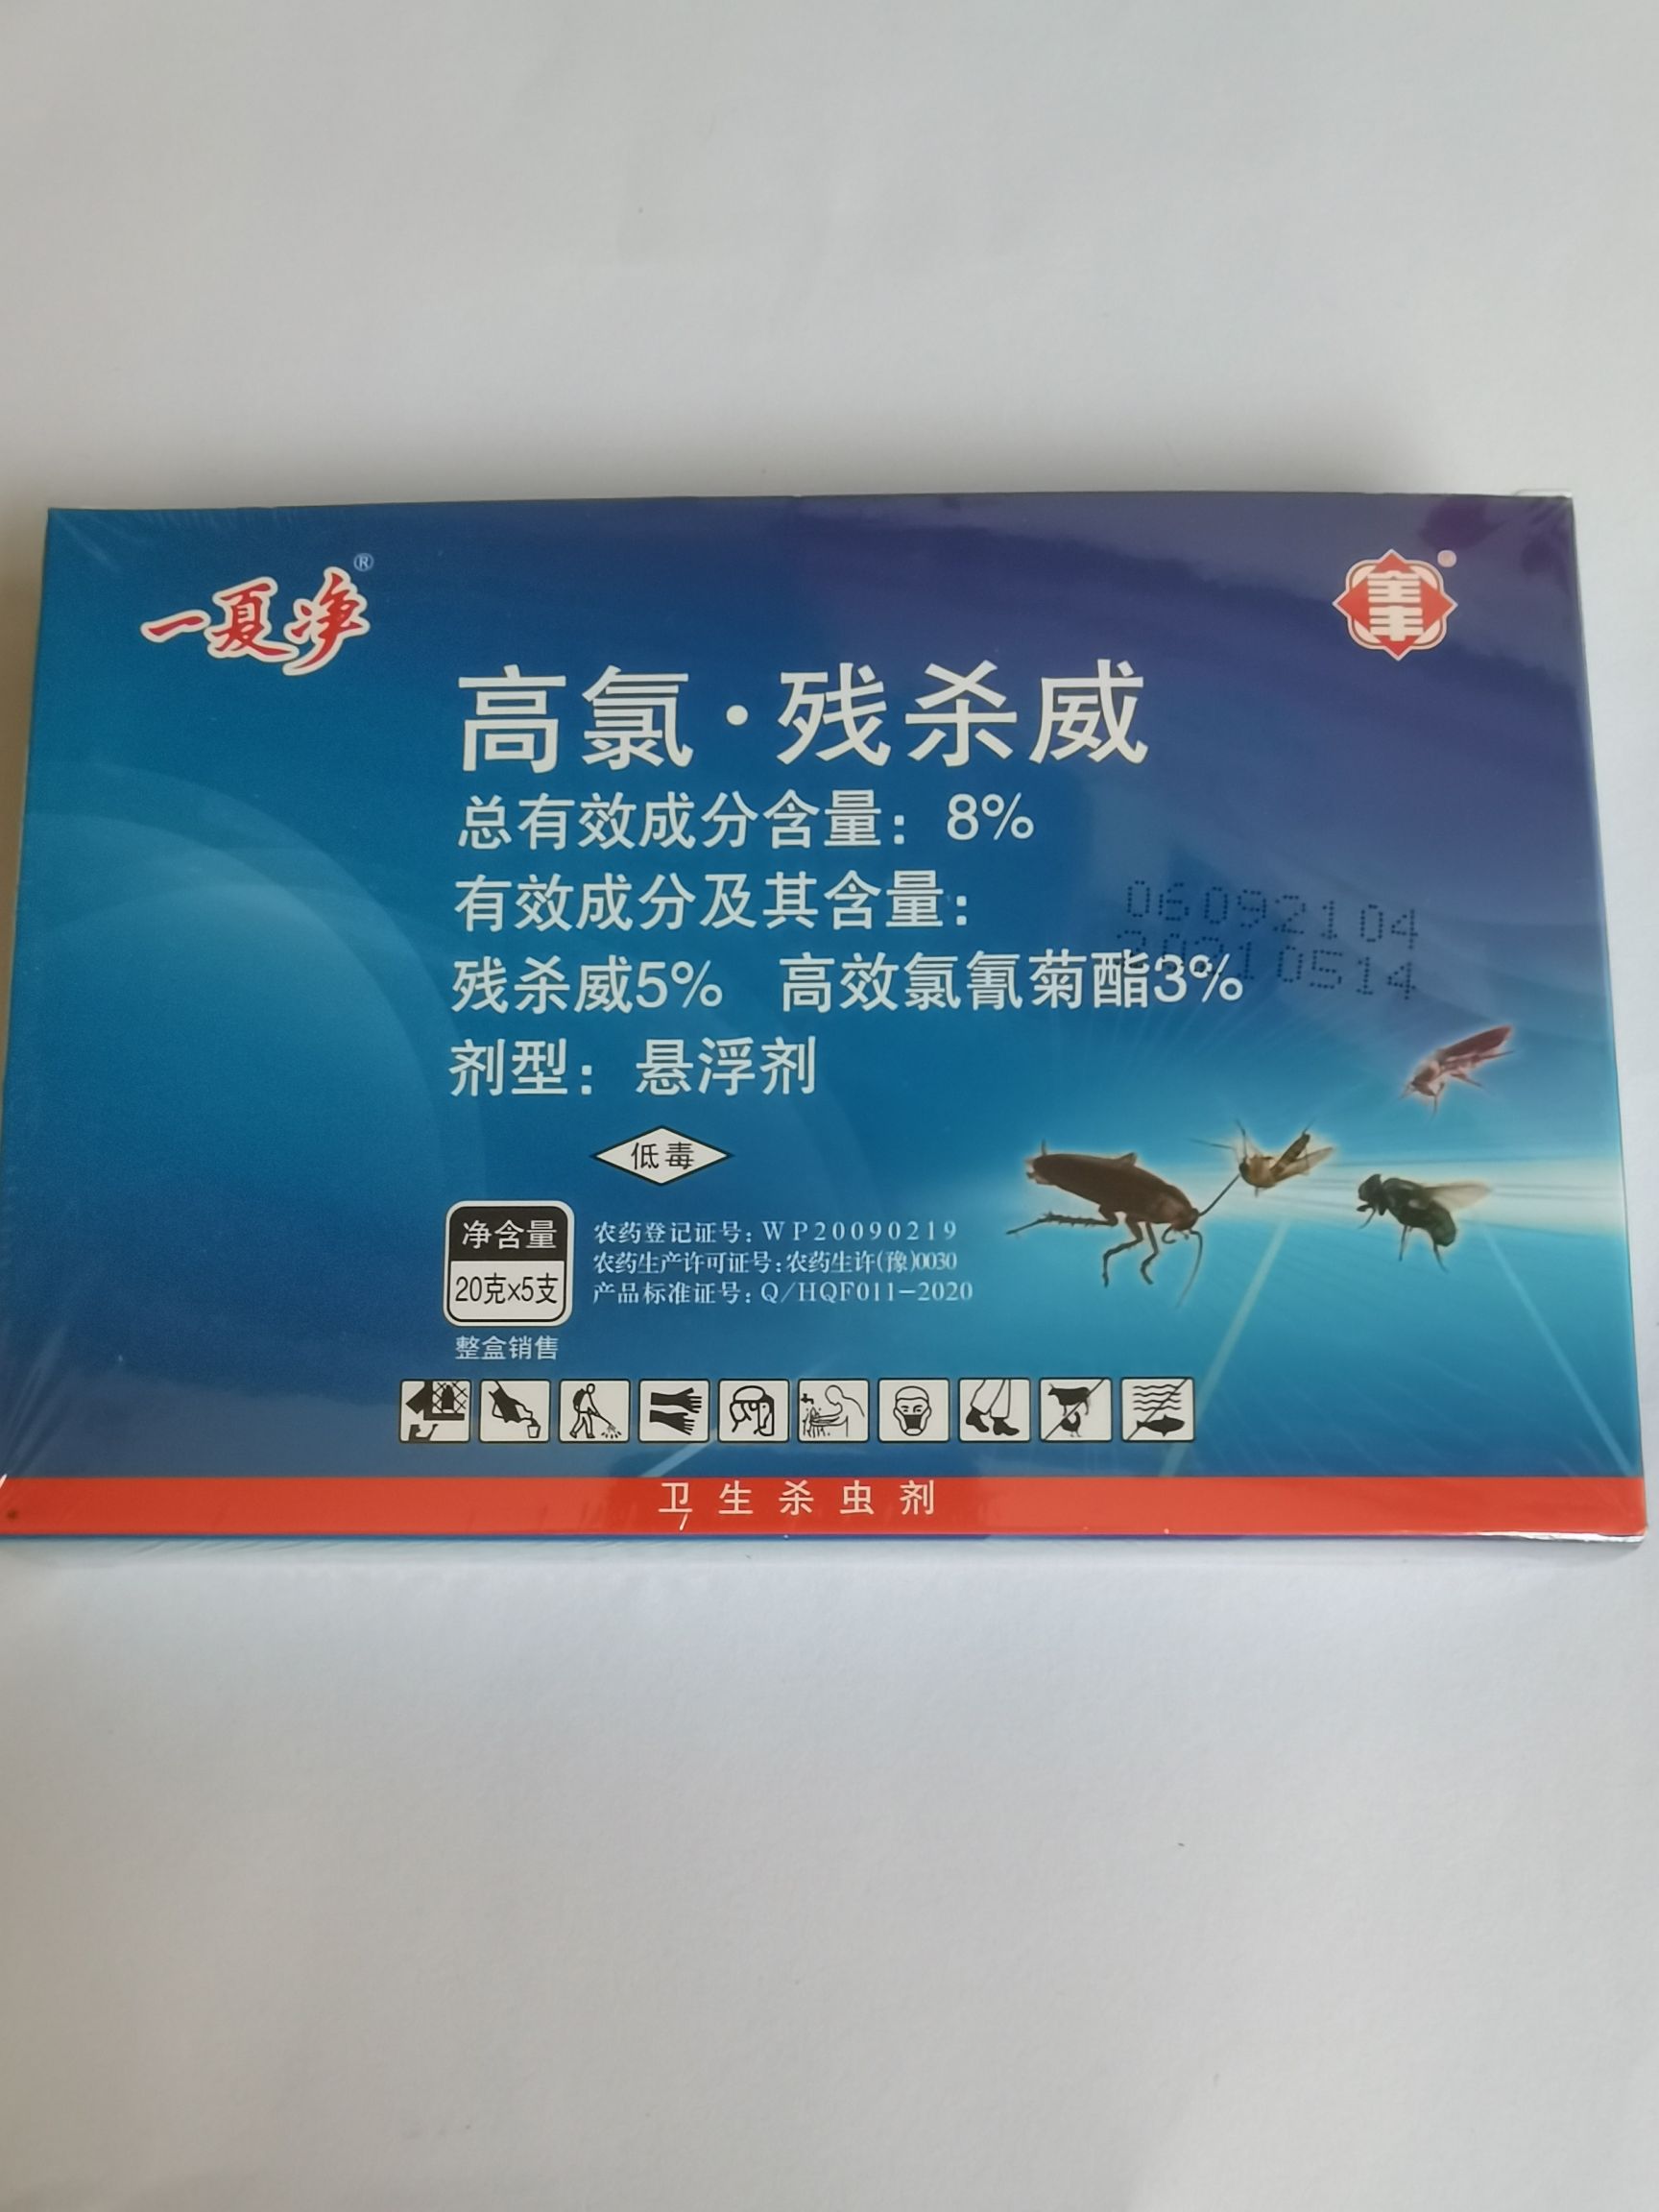 一夏净®
全丰
高氯·残杀威
总有效成分含量：8%
有效成分及其含量：
06092104
残杀威5% 高效氯氰菊酯3%
20210514
剂型：悬浮剂
低毒
净含量
20克x5支
整盒销售
农药登记证号：WP20090219
农药生产许可证号：农药生许(豫)0030
产品标准证号：Q/HQF011-2020
卫生杀虫剂